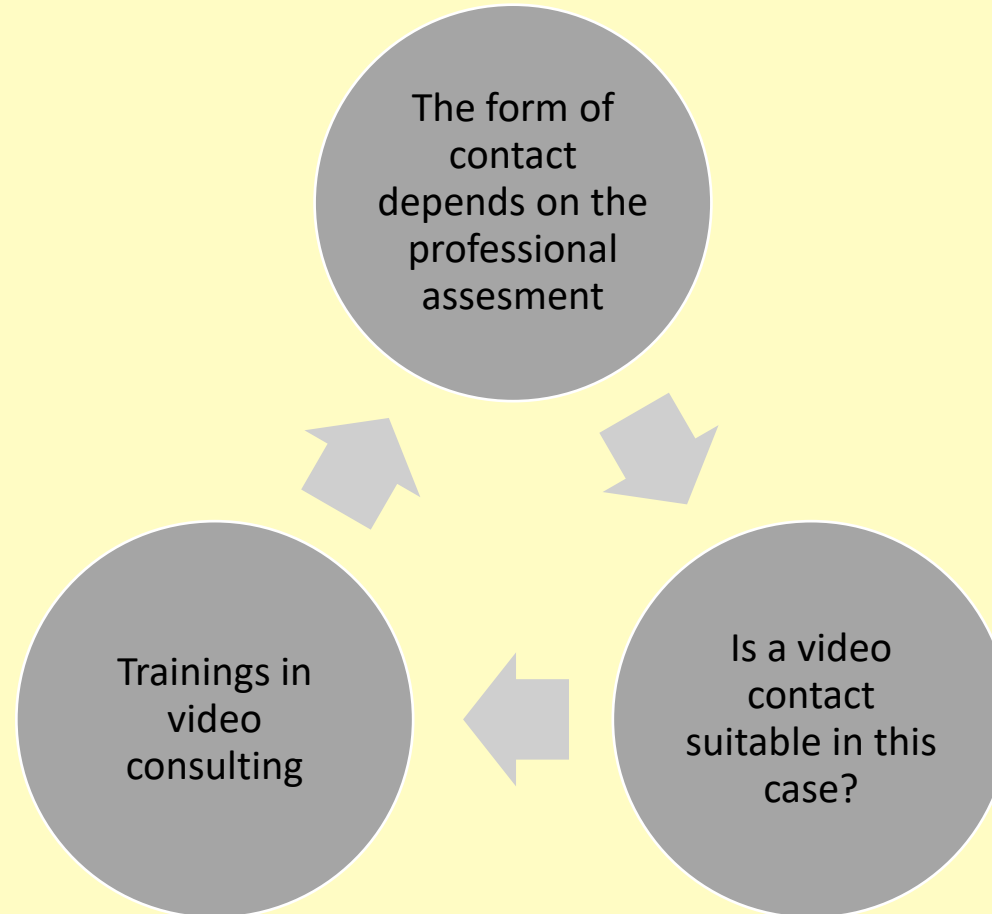 The form of
contact
depends on the
professional
assesment
Is a video
contact
suitable in this
case?
Trainings in
video
consulting